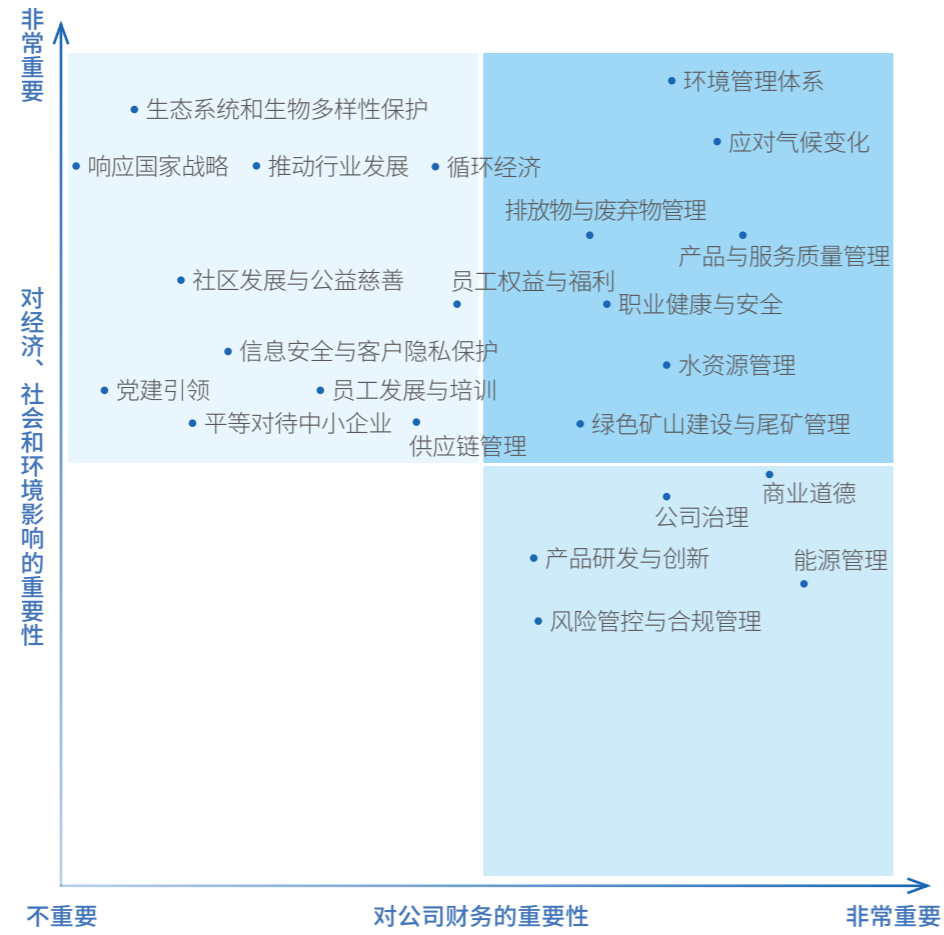 非常重要
对经济、社会和环境影响的重要性
环境管理体系
生态系统和生物多样性保护
应对气候变化
响应国家战略
推动行业发展
循环经济
排放物与废弃物管理
产品与服务质量管理
社区发展与公益慈善
员工权益与福利
职业健康与安全
信息安全与客户隐私保护
水资源管理
党建引领
员工发展与培训
平等对待中小企业
绿色矿山建设与尾矿管理
供应链管理
商业道德
公司治理
产品研发与创新
能源管理
风险管控与合规管理
不重要
对公司财务的重要性
非常重要